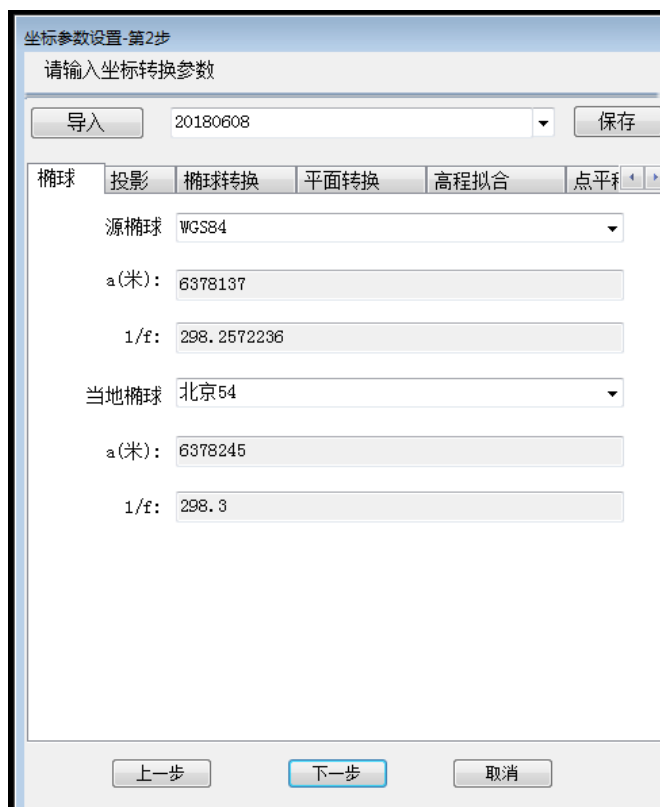 坐标参数设置-第2步
请输入坐标转换参数
导入 20180608 保存
椭球 投影 椭球转换 平面转换 高程拟合 点平移
源椭球 WGS84
a(米): 6378137
1/f: 298.2572236
当地椭球 北京54
a(米): 6378245
1/f: 298.3
上一步 下一步 取消